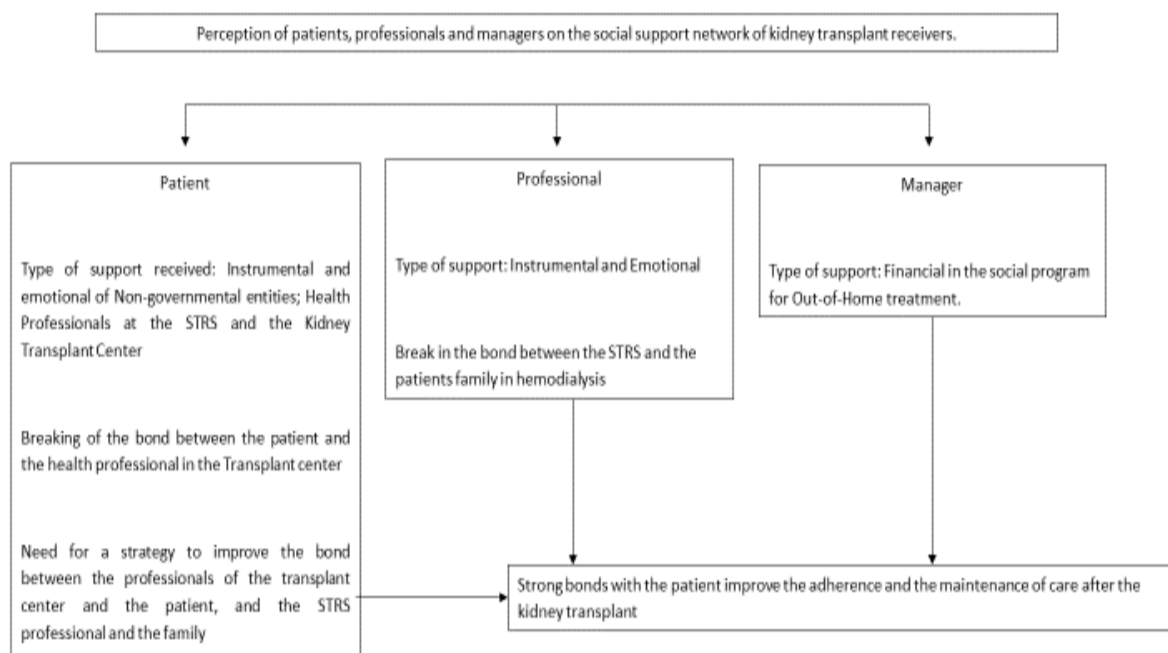 Perception of patients, professionals and managers on the social support network of kidney transplant receivers.
Patient
Type of support received: Instrumental and
emotional of Non-governmental entities; Health
Professionals at the STRS and the Kidney
Transplant Center
Breaking of the bond between the patient and
the health professional in the Transplant center
Need for a strategy to improve the bond
between the professionals of the transplant
center and the patient, and the STRS
professional and the family
Professional
Type of support: Instrumental and Emotional
Break in the bond between the STRS and the
patients family in hemodialysis
Manager
Type of support: Financial in the social program
for Out-of-Home treatment.
Strong bonds with the patient improve the adherence and the maintenance of care after the
kidney transplant